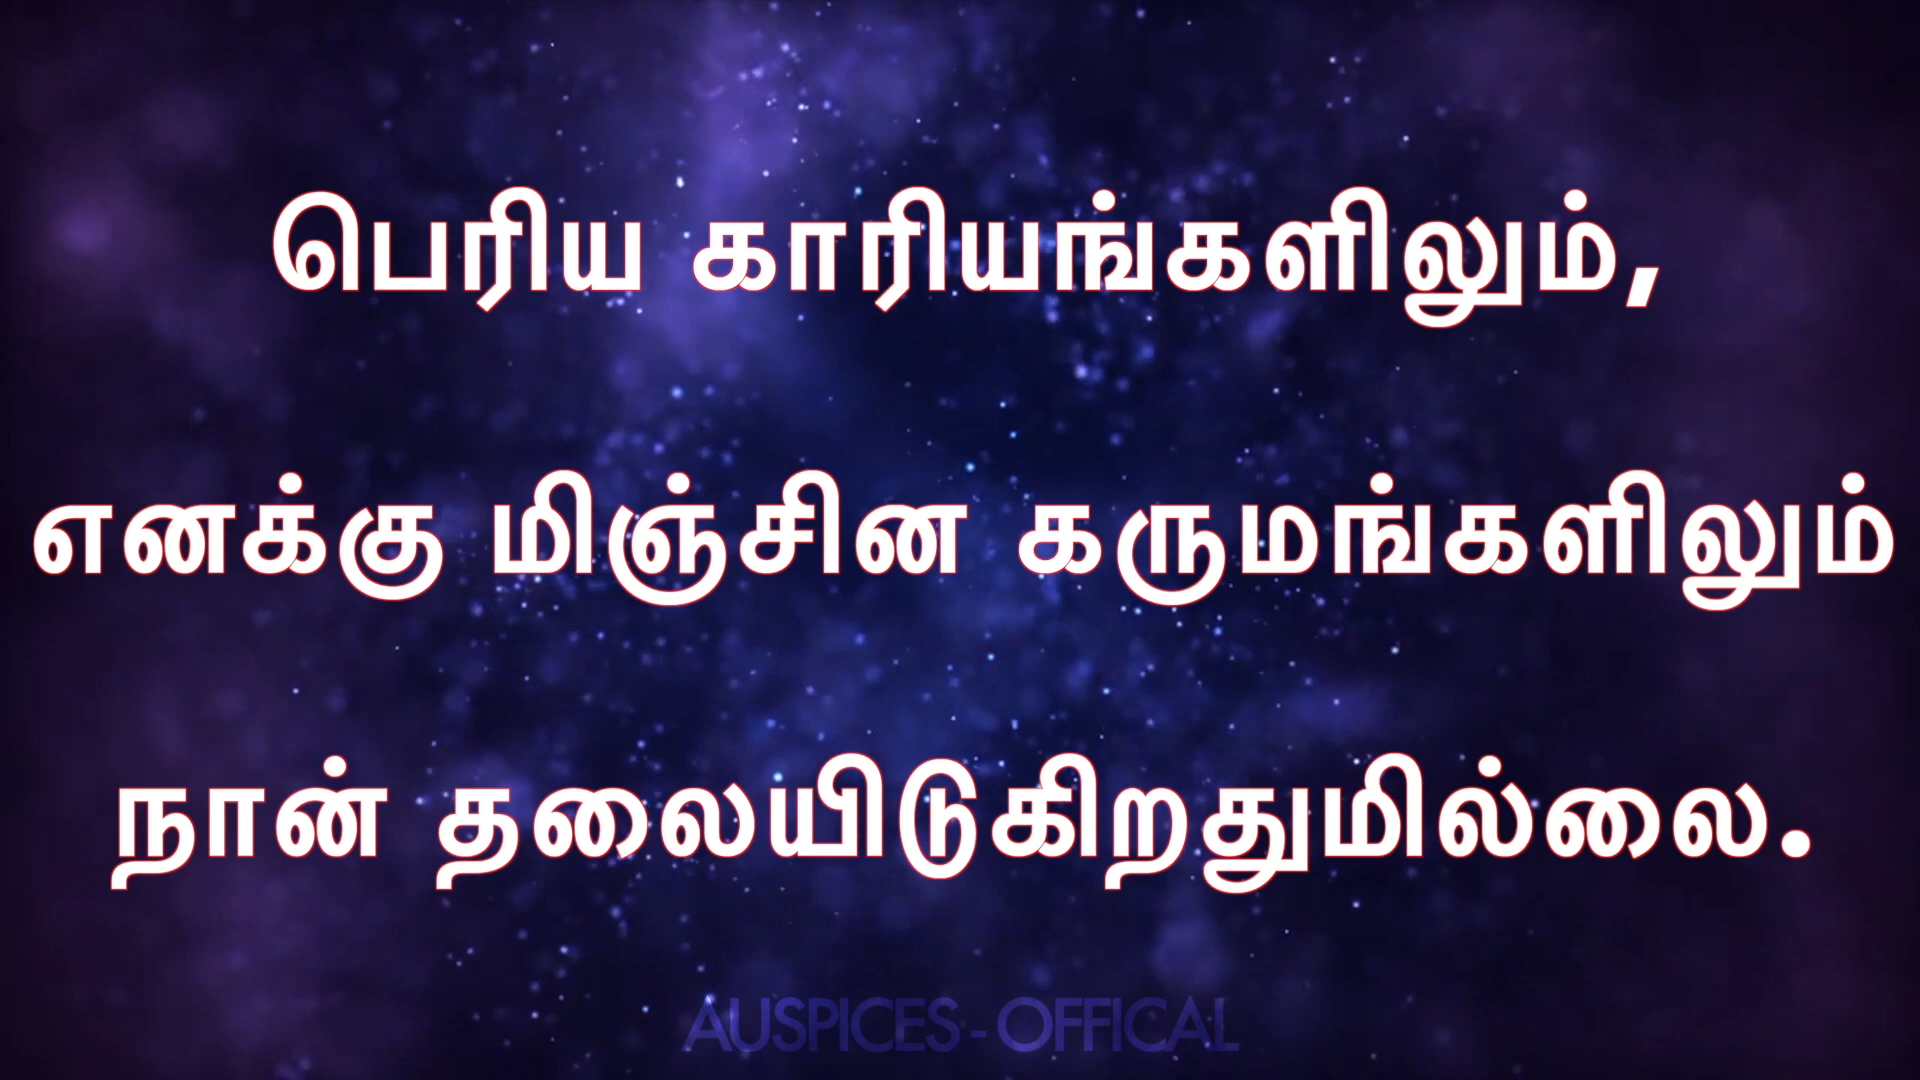 பெரிய காரியங்களிலும்,
எனக்கு மிஞ்சின கருமங்களிலும்
நான் தலையிடுகிறதுமில்லை.
AUSPICES - OFFICAL